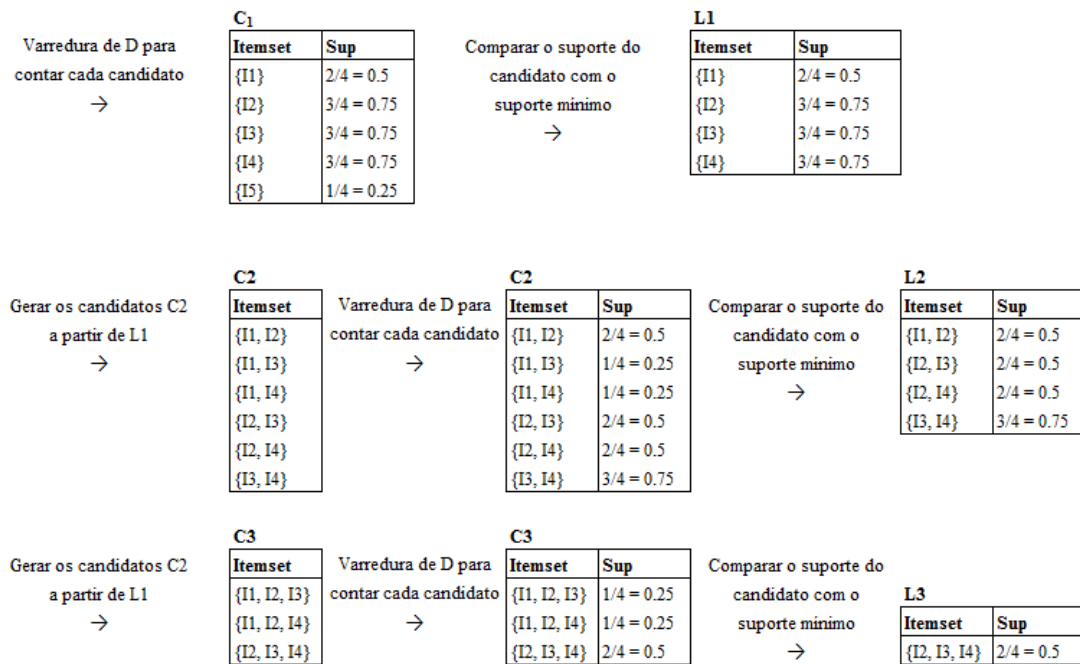 C1
Varredura de D para
contar cada candidato
→
Itemset Sup
{I1} 2/4 = 0.5
{I2} 3/4 = 0.75
{I3} 3/4 = 0.75
{I4} 3/4 = 0.75
{I5} 1/4 = 0.25
Comparar o suporte do
candidato com o
suporte mínimo
→
L1
Itemset Sup
{I1} 2/4 = 0.5
{I2} 3/4 = 0.75
{I3} 3/4 = 0.75
{I4} 3/4 = 0.75
Gerar os candidatos C2
a partir de L1
→
C2
Itemset
{I1, I2}
{I1, I3}
{I1, I4}
{I2, I3}
{I2, I4}
{I3, I4}
Varredura de D para
contar cada candidato
→
C2
Itemset Sup
{I1, I2} 2/4 = 0.5
{I1, I3} 1/4 = 0.25
{I1, I4} 1/4 = 0.25
{I2, I3} 2/4 = 0.5
{I2, I4} 2/4 = 0.5
{I3, I4} 3/4 = 0.75
Comparar o suporte do
candidato com o
suporte mínimo
→
L2
Itemset Sup
{I1, I2} 2/4 = 0.5
{I2, I3} 2/4 = 0.5
{I2, I4} 2/4 = 0.5
{I3, I4} 3/4 = 0.75
Gerar os candidatos C2
a partir de L1
→
C3
Itemset
{I1, I2, I3}
{I1, I2, I4}
{I2, I3, I4}
Varredura de D para
contar cada candidato
→
C3
Itemset Sup
{I1, I2, I3} 1/4 = 0.25
{I1, I2, I4} 1/4 = 0.25
{I2, I3, I4} 2/4 = 0.5
Comparar o suporte do
candidato com o
suporte mínimo
→
L3
Itemset Sup
{I2, I3, I4} 2/4 = 0.5